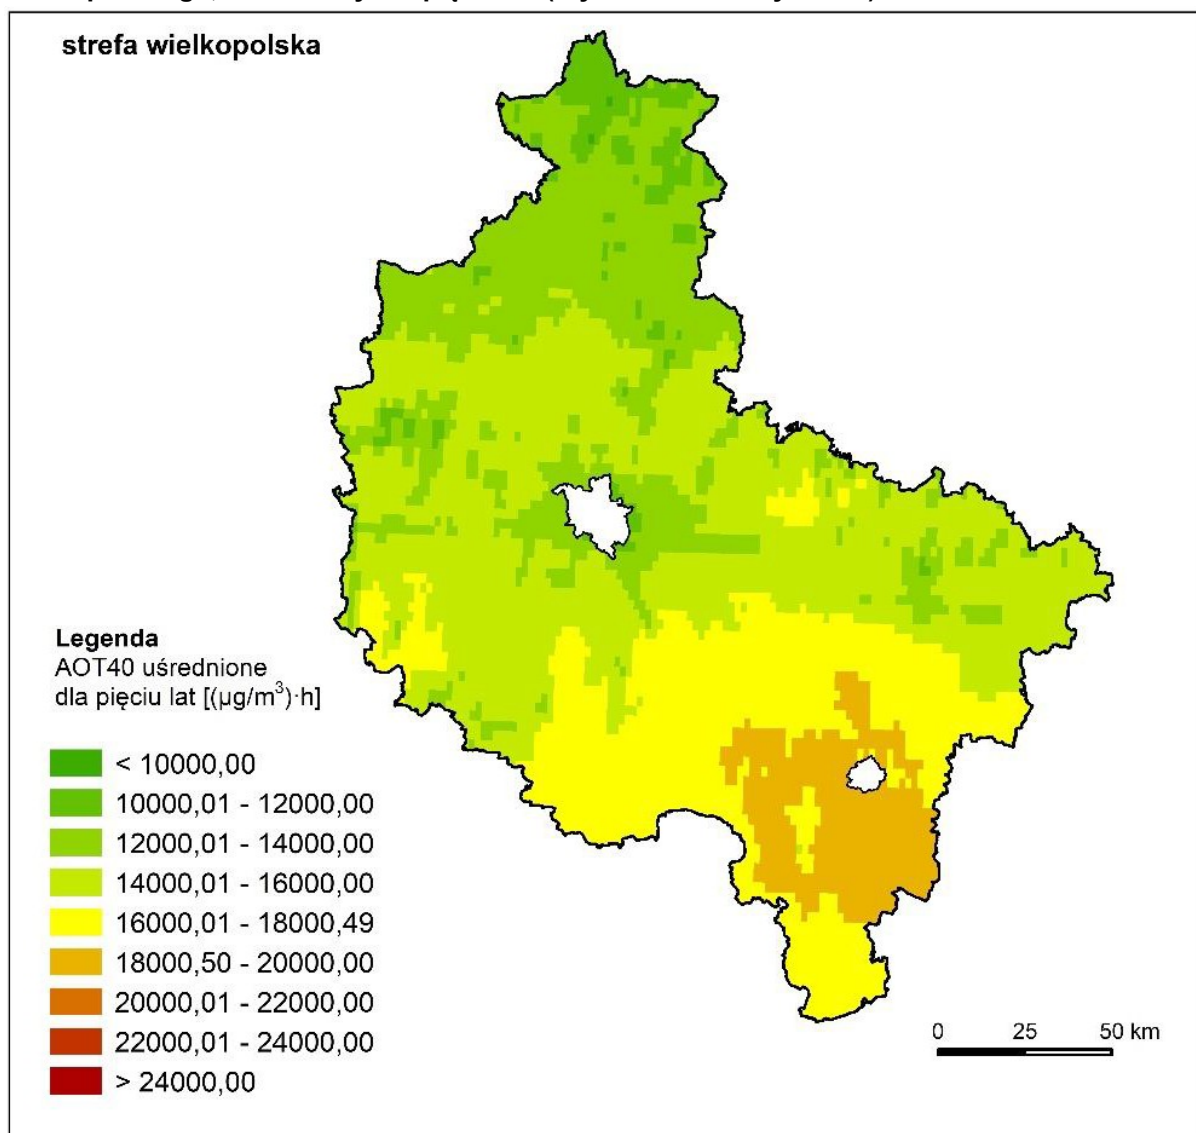 strefa wielkopolska
Legenda
AOT40 uśrednione
dla pięciu lat [(µg/m³)·h]
< 10000,00
10000,01 - 12000,00
12000,01 - 14000,00
14000,01 - 16000,00
16000,01 - 18000,49
18000,50 - 20000,00
20000,01 - 22000,00
22000,01 - 24000,00
> 24000,00
0 25 50 km